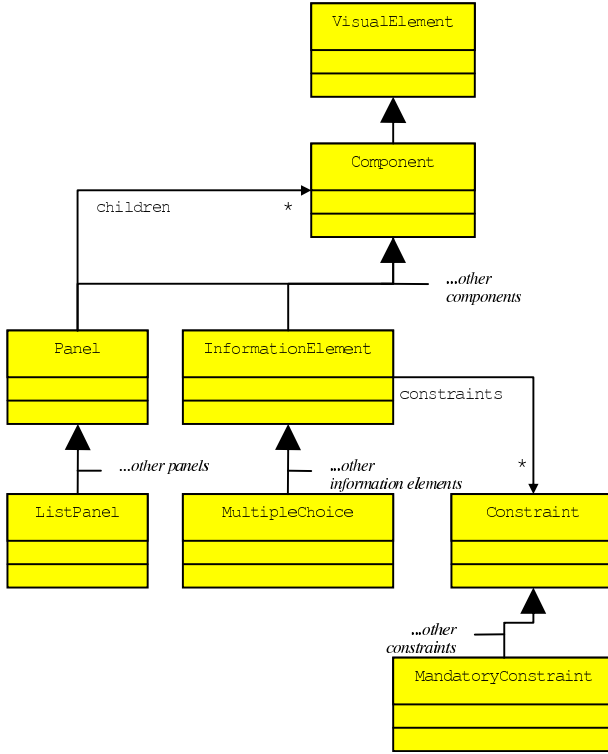 VisualElement
Component
children
*
...other
components
Panel
InformationElement
constraints
*
...other panels
...other
information elements
ListPanel
MultipleChoice
Constraint
...other
constraints
MandatoryConstraint